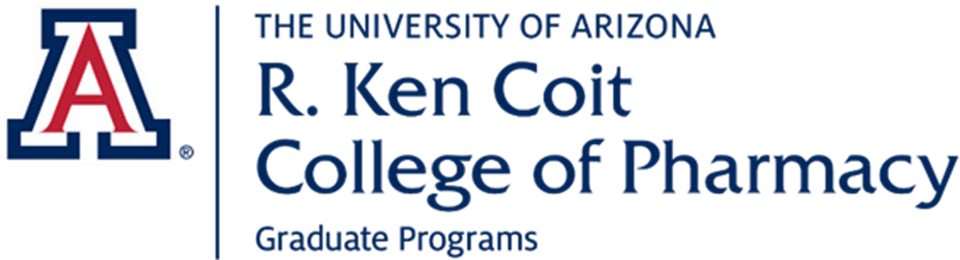 A®
THE UNIVERSITY OF ARIZONA
R. Ken Coit
College of Pharmacy
Graduate Programs